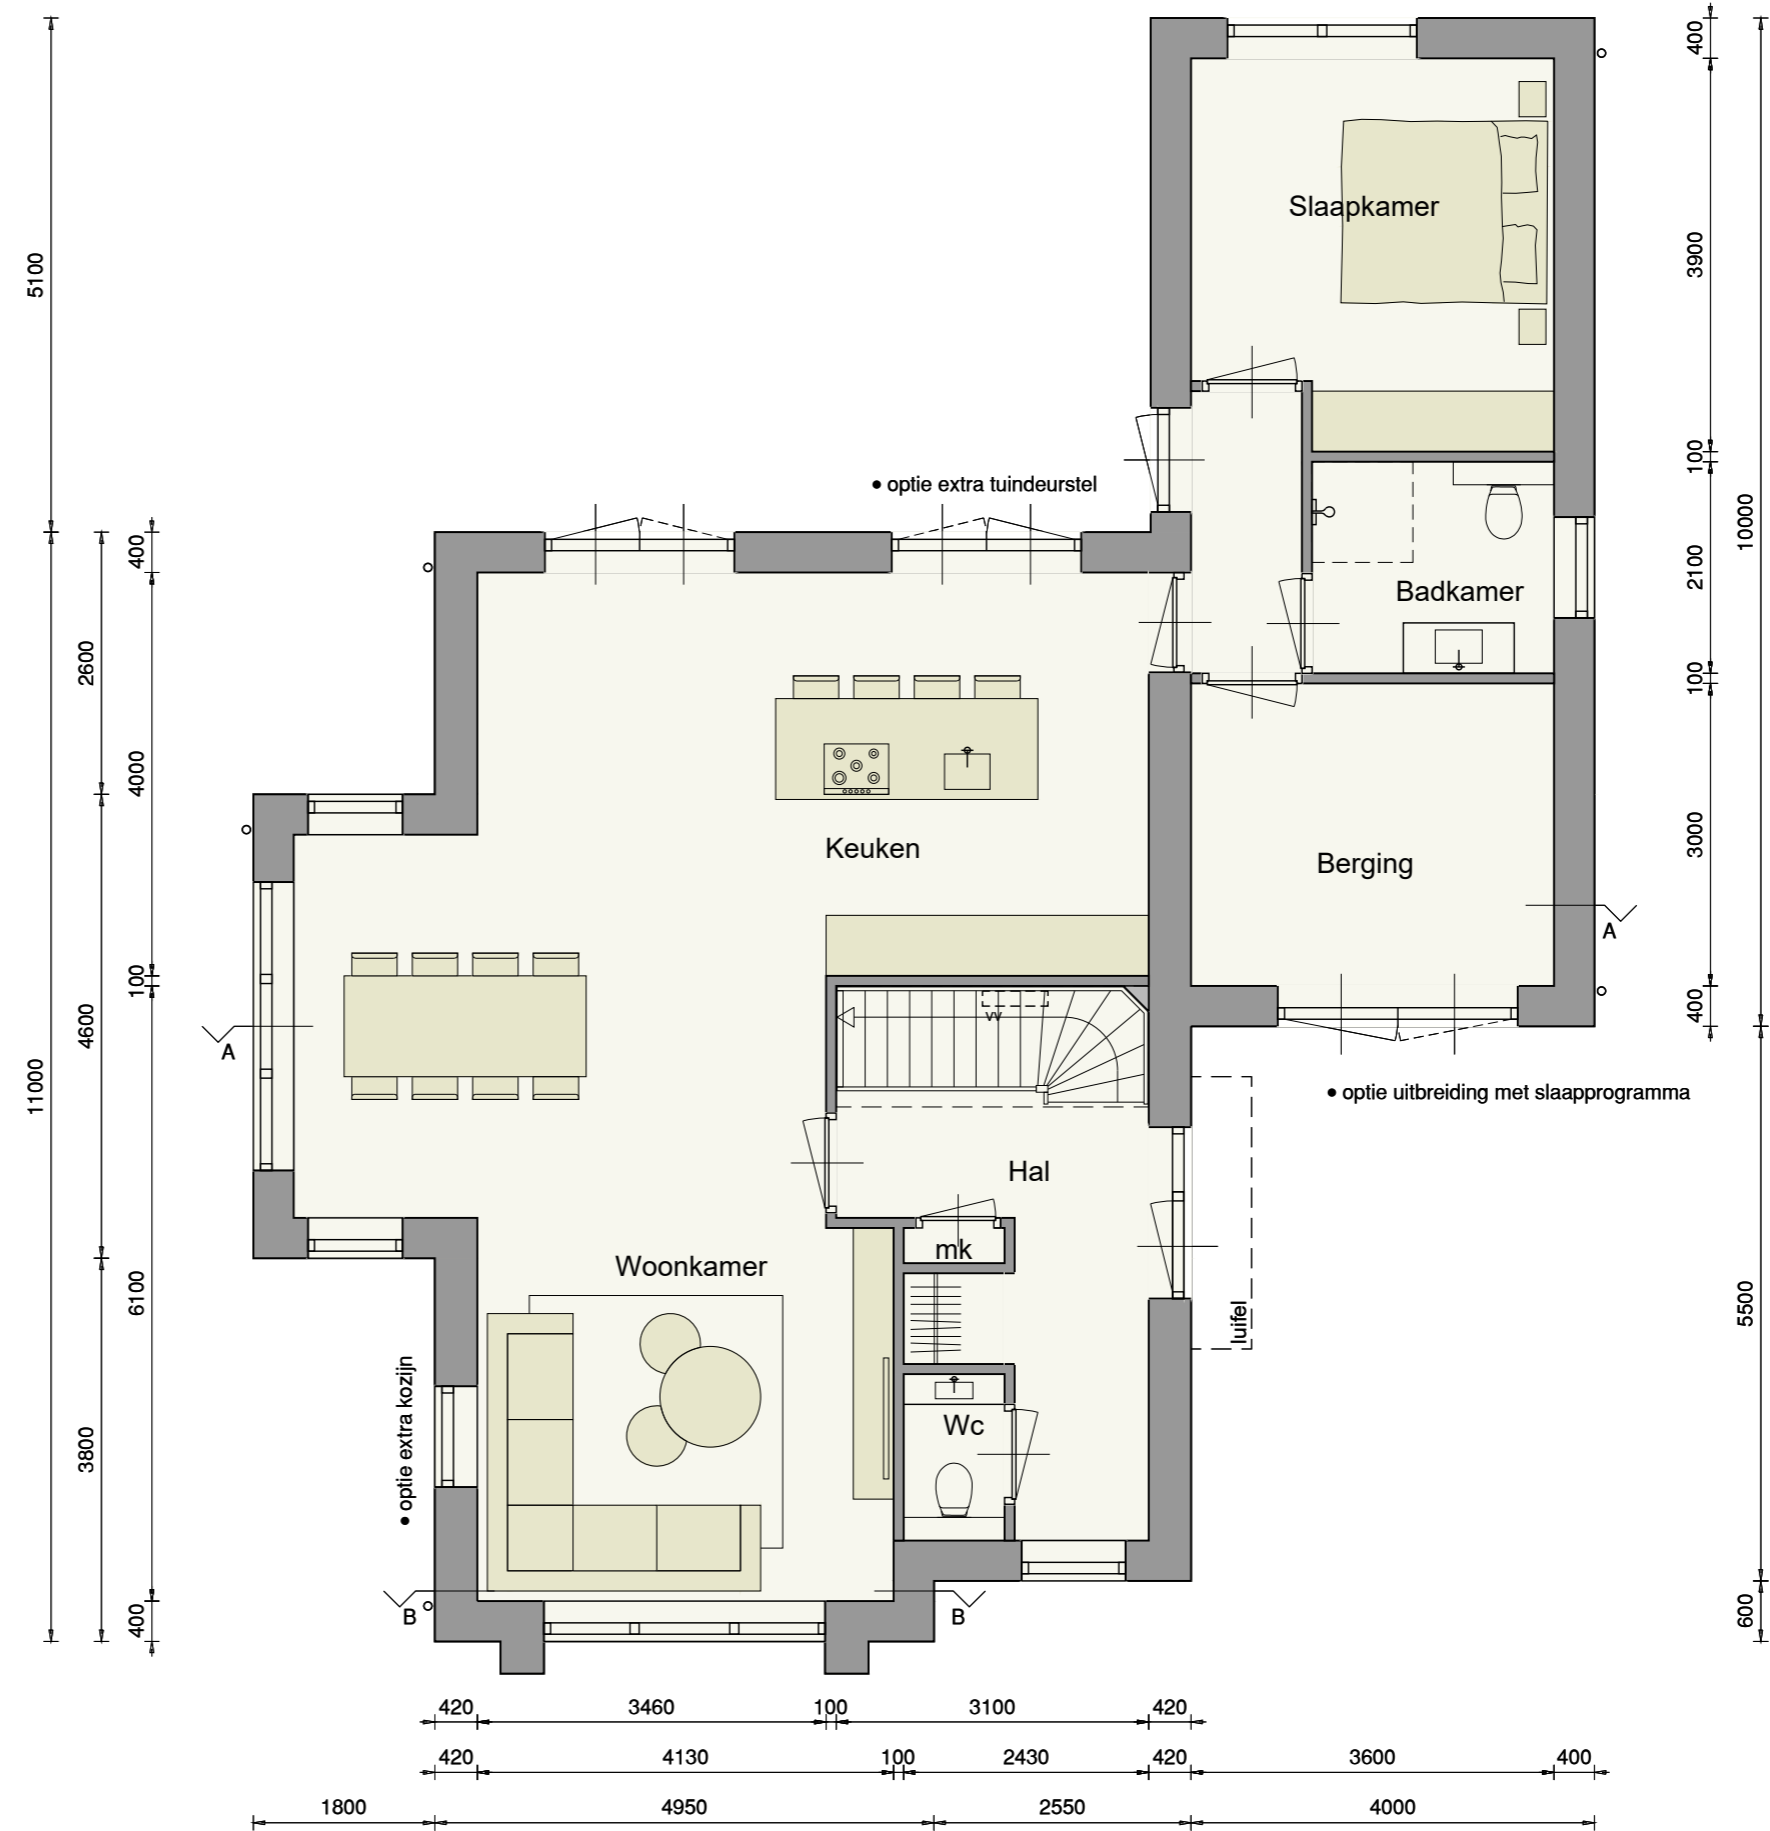 400
5100
Slaapkamer
3900
• optie extra tuindeurstel
100
10000
400
2100
Badkamer
2600
100
4000
3000
Keuken
Berging
A
100
vv
400
4600
A
11000
• optie uitbreiding met slaapprogramma
Hal
mk
Woonkamer
6100
luifel
5500
• optie extra kozijn
Wc
3800
B
B
400
600
420 3460 100 3100 420
420 4130 100 2430 420 3600 400
1800 4950 2550 4000